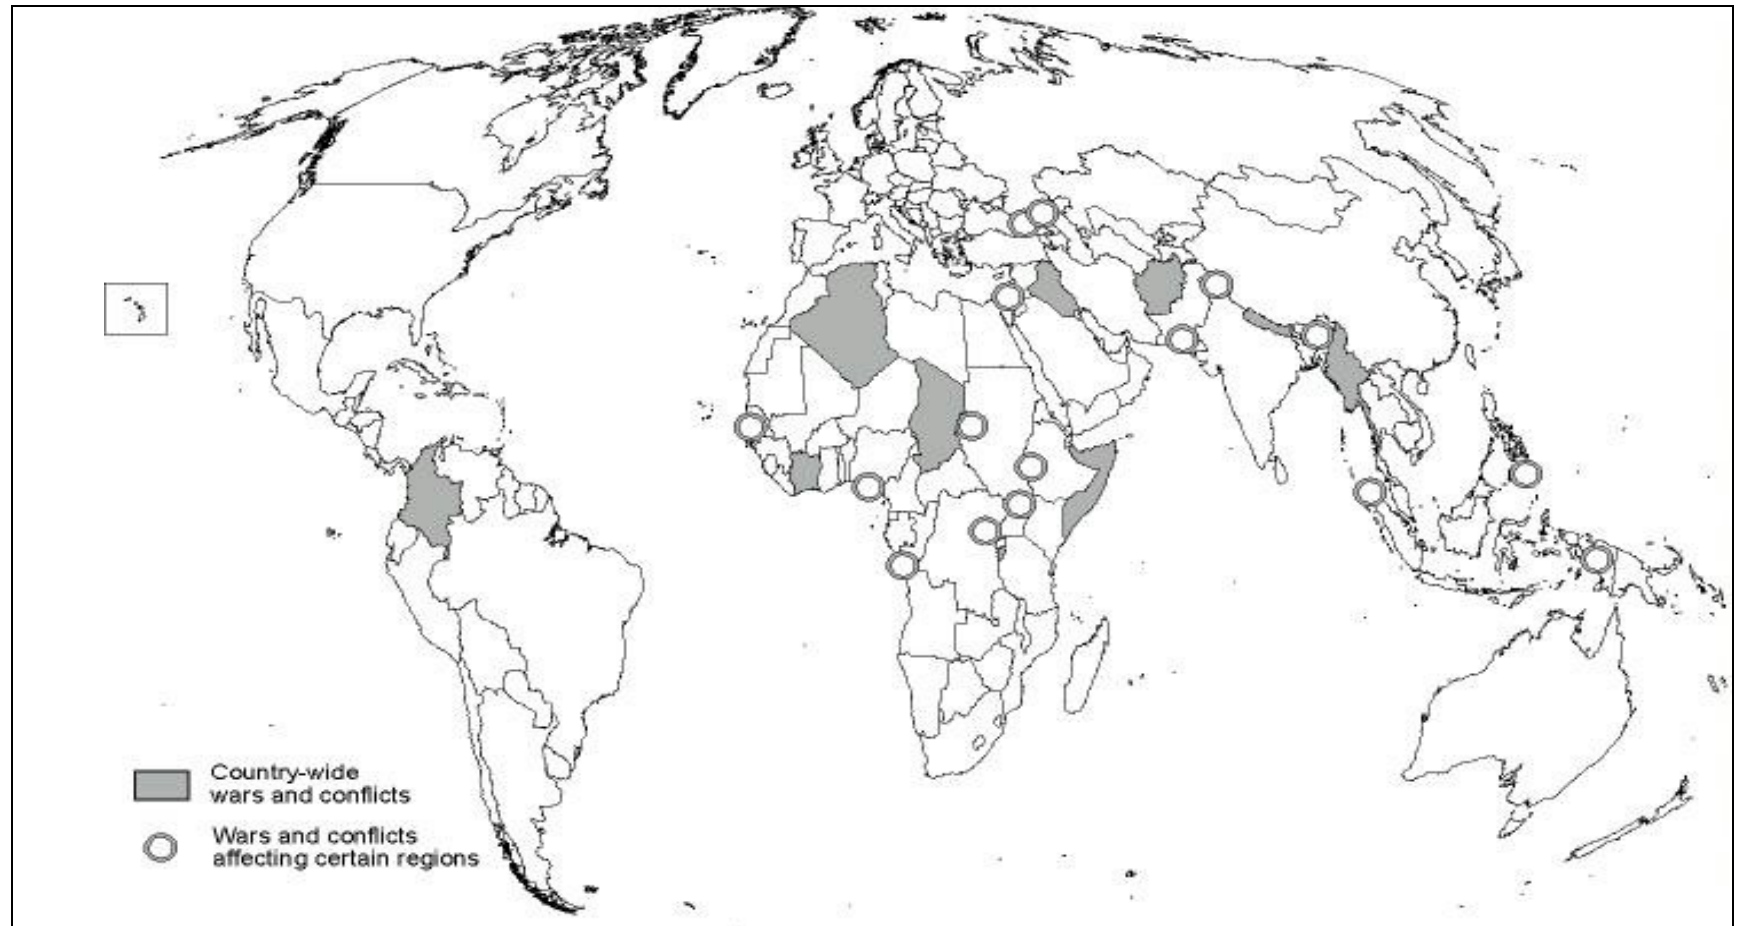 Country-wide
wars and conflicts
Wars and conflicts
affecting certain regions